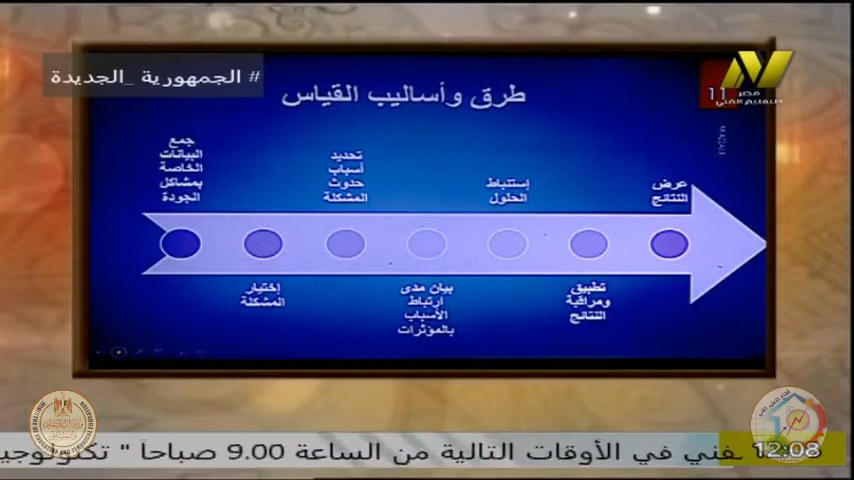 # الجمهورية _الجديدة
مصر
التعليم الفني
11
طرق وأساليب القياس
جمع
البيانات
الخاصة
بمشاكل
الجودة
إختيار
المشكلة
تحديد
أسباب
حدوث
المشكلة
بيان مدى
ارتباط
الأسباب
بالمؤثرات
إستنباط
الحلول
تطبيق
ومراقبة
النتائج
عرض
النتائج
فني في الأوقات التالية من الساعة 9.00 صباحاً " تكنولوجي
12:08